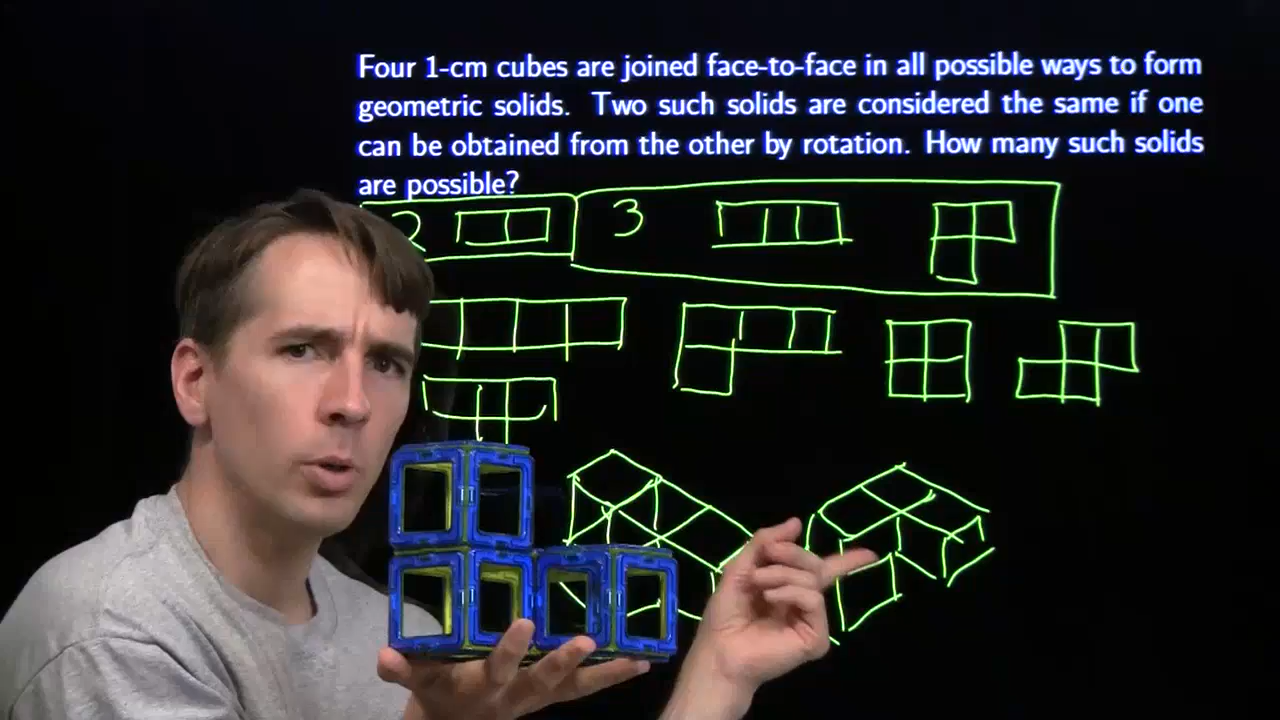 Four 1-cm cubes are joined face-to-face in all possible ways to form
geometric solids. Two such solids are considered the same if one
can be obtained from the other by rotation. How many such solids
are possible?
2 3